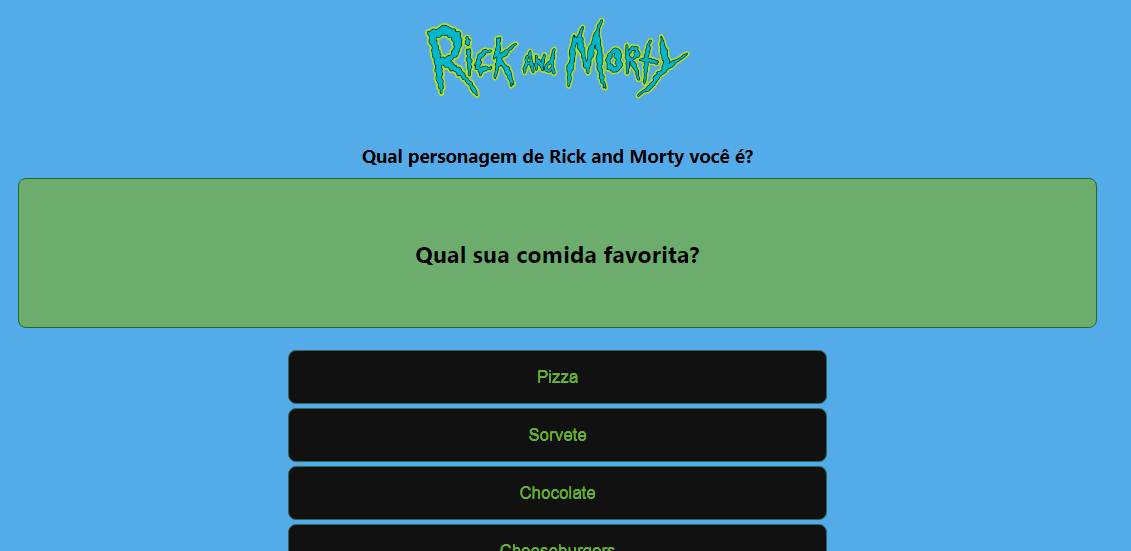 Rick and Morty
Qual personagem de Rick and Morty você é?
Qual sua comida favorita?
Pizza
Sorvete
Chocolate
Cheeseburgers